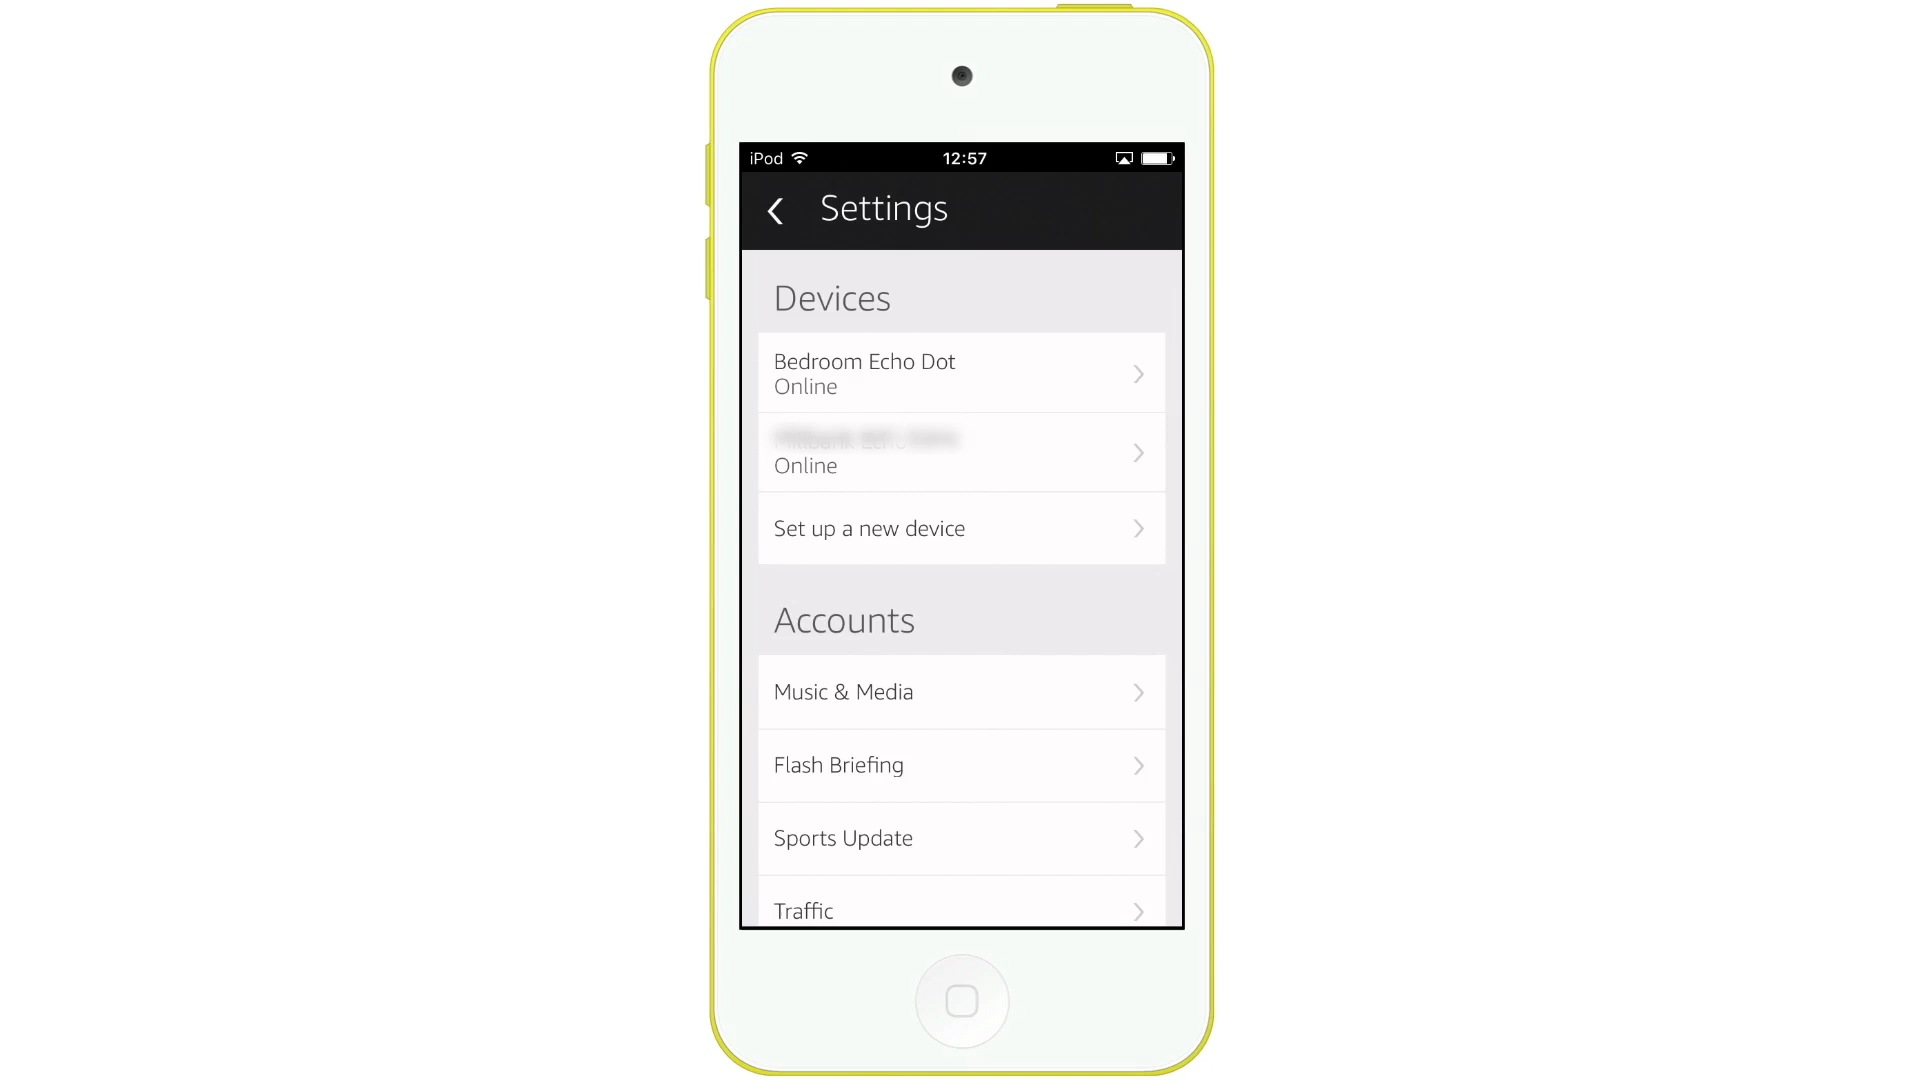 iPod 12:57
Settings
Devices
Bedroom Echo Dot
Online
Online
Set up a new device
Accounts
Music & Media
Flash Briefing
Sports Update
Traffic